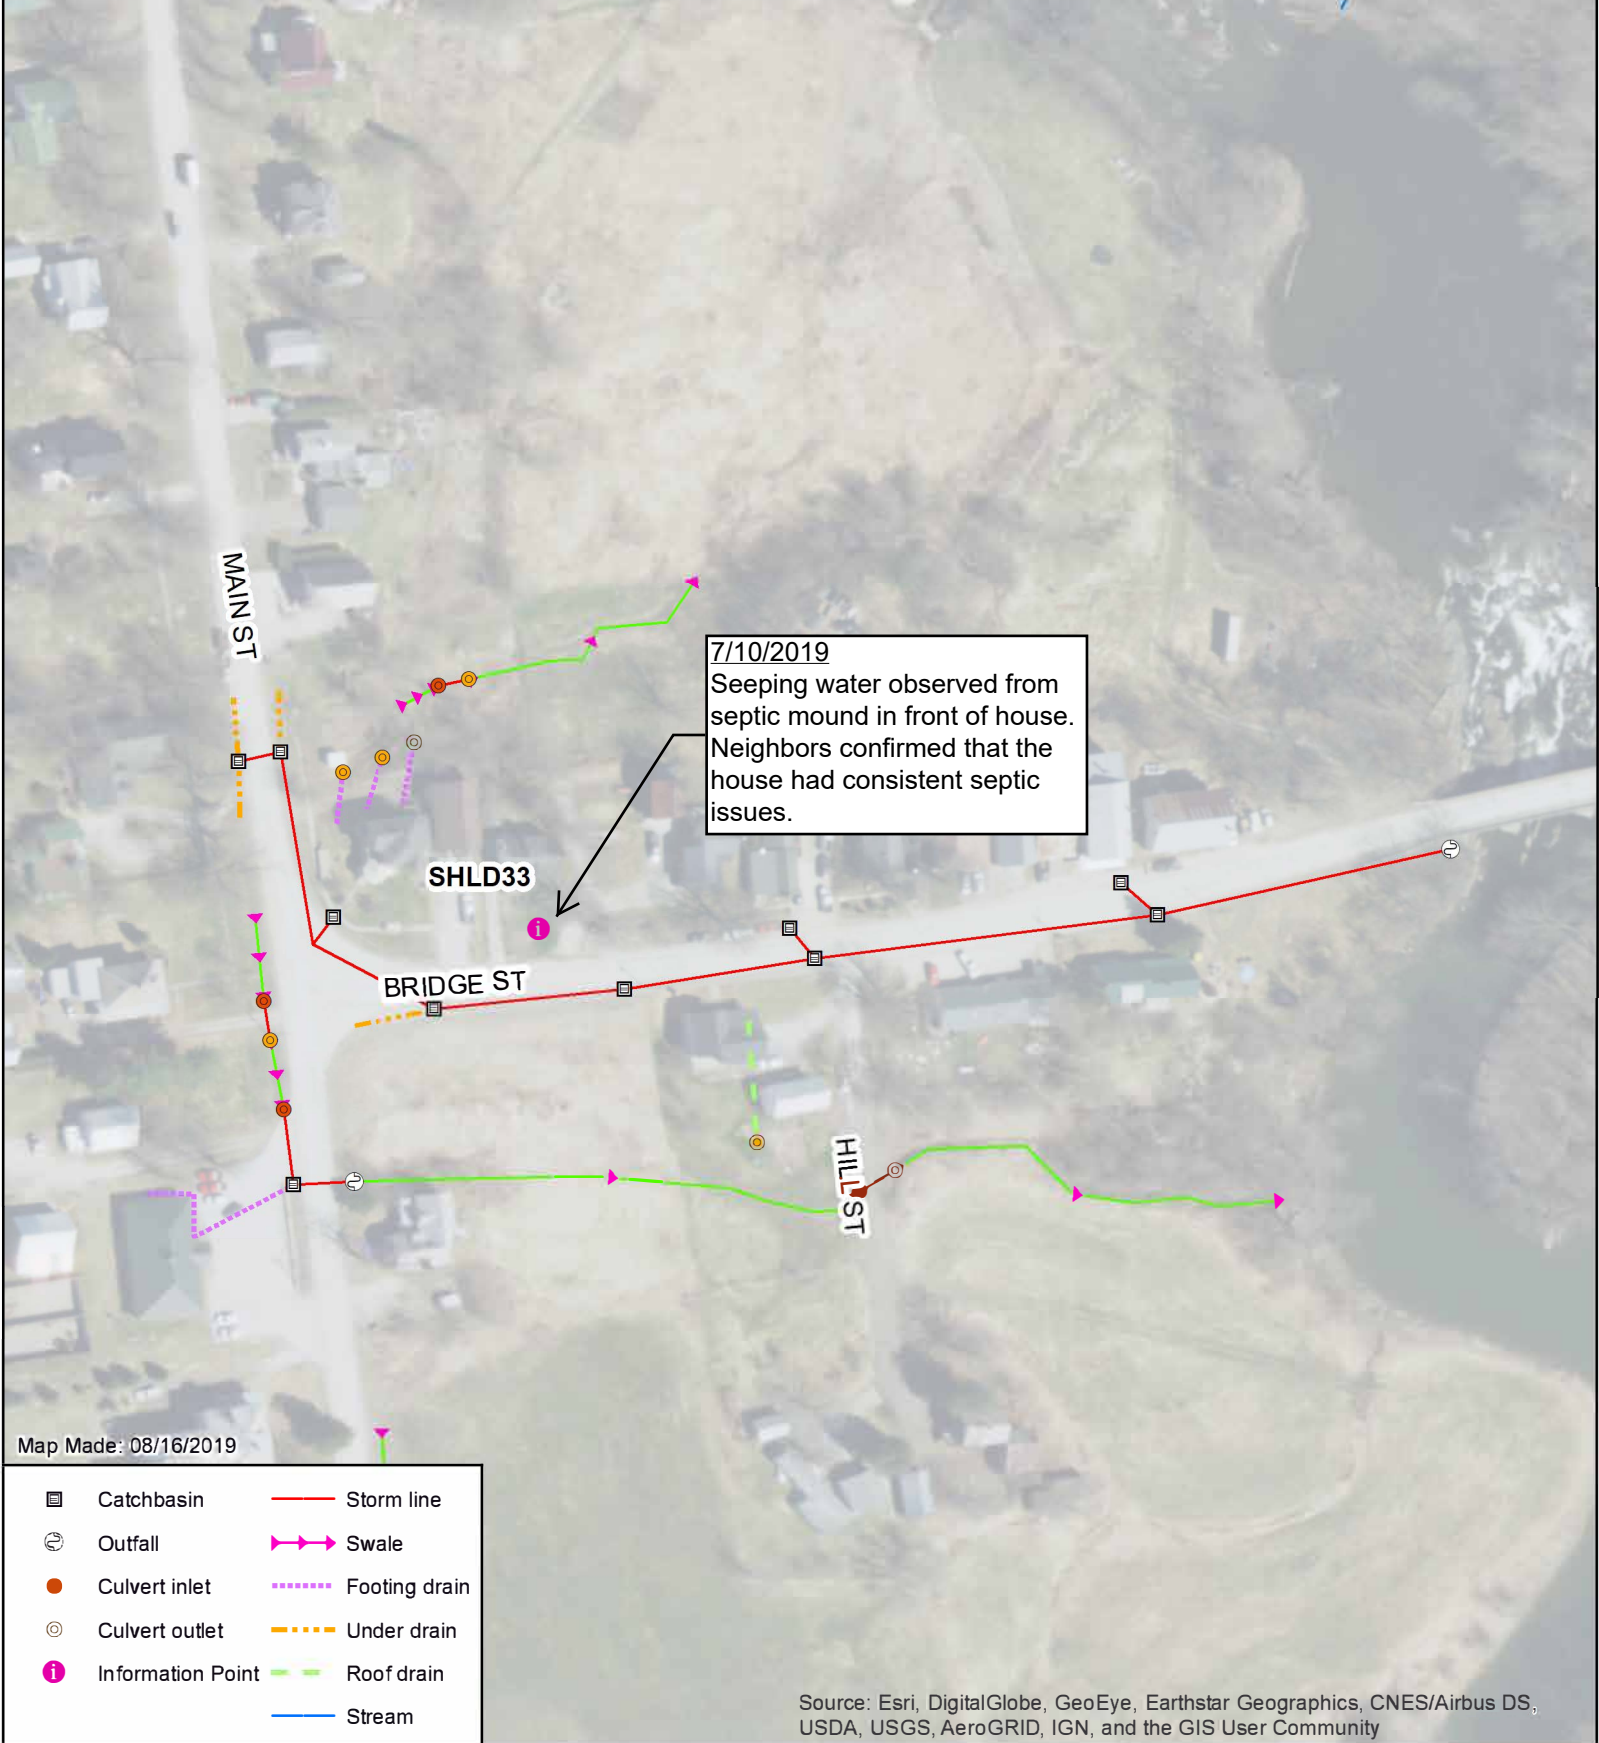 MAIN ST
7/10/2019
Seeping water observed from
septic mound in front of house.
Neighbors confirmed that the
house had consistent septic
issues.
SHLD33
i
BRIDGE ST
HILL ST
Map Made: 08/16/2019
Catchbasin
Storm line
Outfall
Swale
Culvert inlet
Footing drain
Culvert outlet
Under drain
i
Information Point
Roof drain
Stream
Source: Esri, DigitalGlobe, GeoEye, Earthstar Geographics, CNES/Airbus DS,
USDA, USGS, AeroGRID, IGN, and the GIS User Community